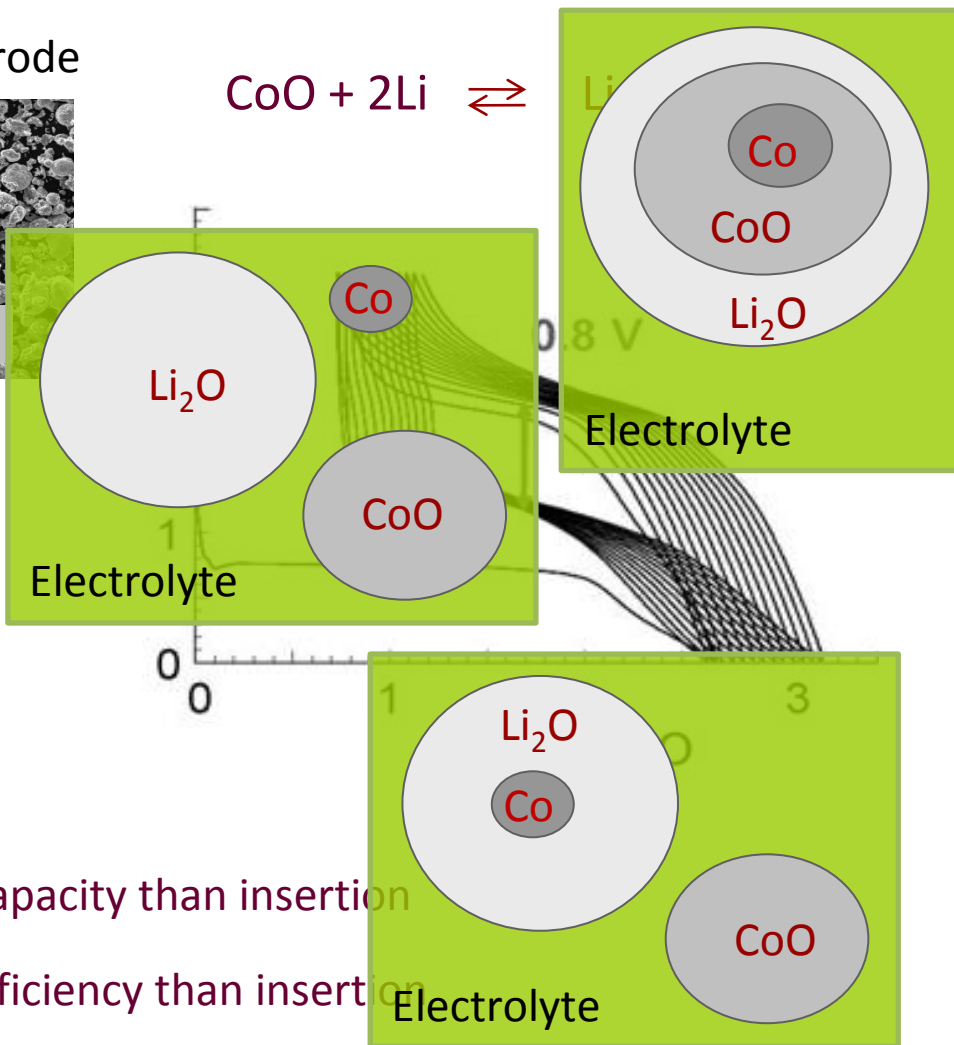 rode
CoO + 2Li ⇌ Li
Co
CoO
Li₂O
Electrolyte
0.8 V
Co
Li₂O
CoO
Electrolyte
1
0
0
1
3
O
Li₂O
Co
CoO
Electrolyte
apacity than insertion
ficiency than insertion